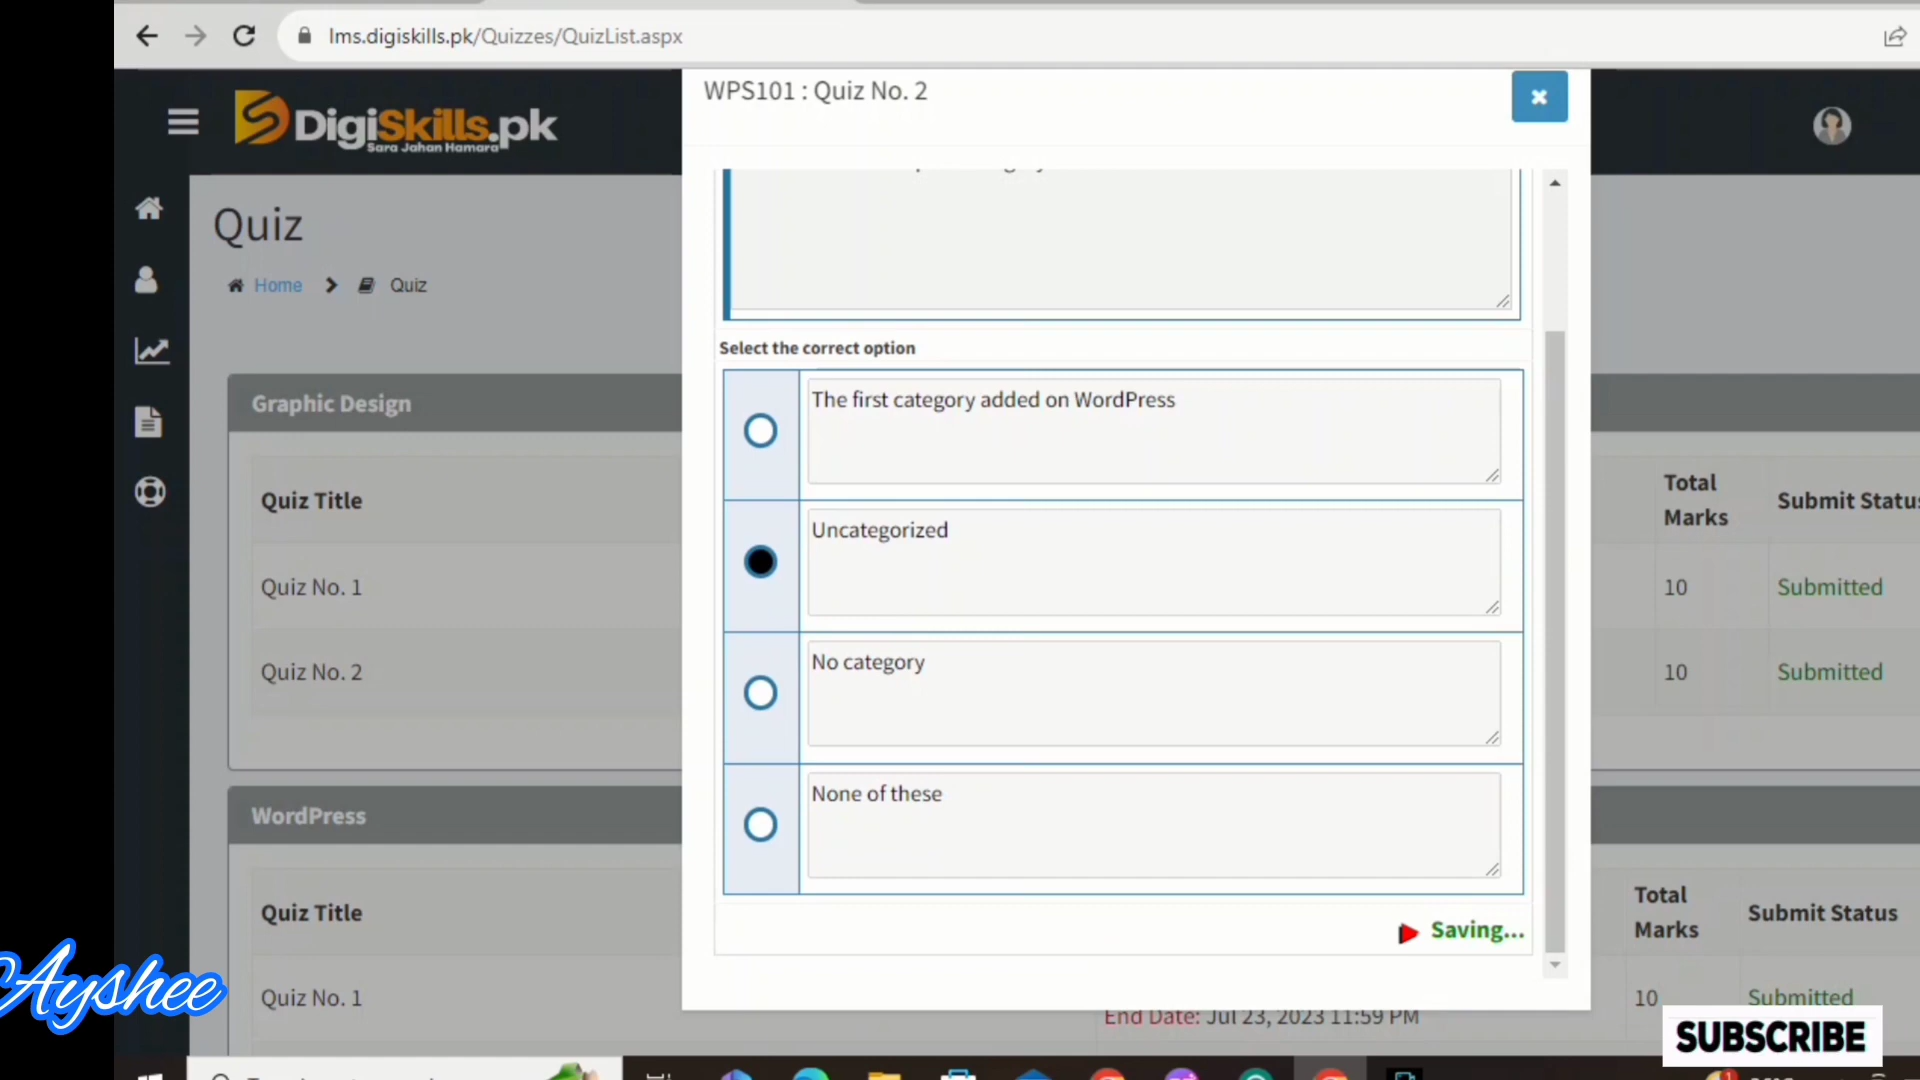 lms.digiskills.pk/Quizzes/QuizList.aspx
WPS101 : Quiz No. 2
DigiSkills.pk
Sara Jahan Hamara
Quiz
Home
Quiz
Select the correct option
The first category added on WordPress
Uncategorized
No category
None of these
Saving...
Graphic Design
Quiz Title
Total
Marks
Submit Status
Quiz No. 1
10
Submitted
Quiz No. 2
10
Submitted
WordPress
Quiz Title
Total
Marks
Submit Status
Quiz No. 1
10
Submitted
End Date: Jul 23, 2023 11:59 PM
Ayshee
SUBSCRIBE